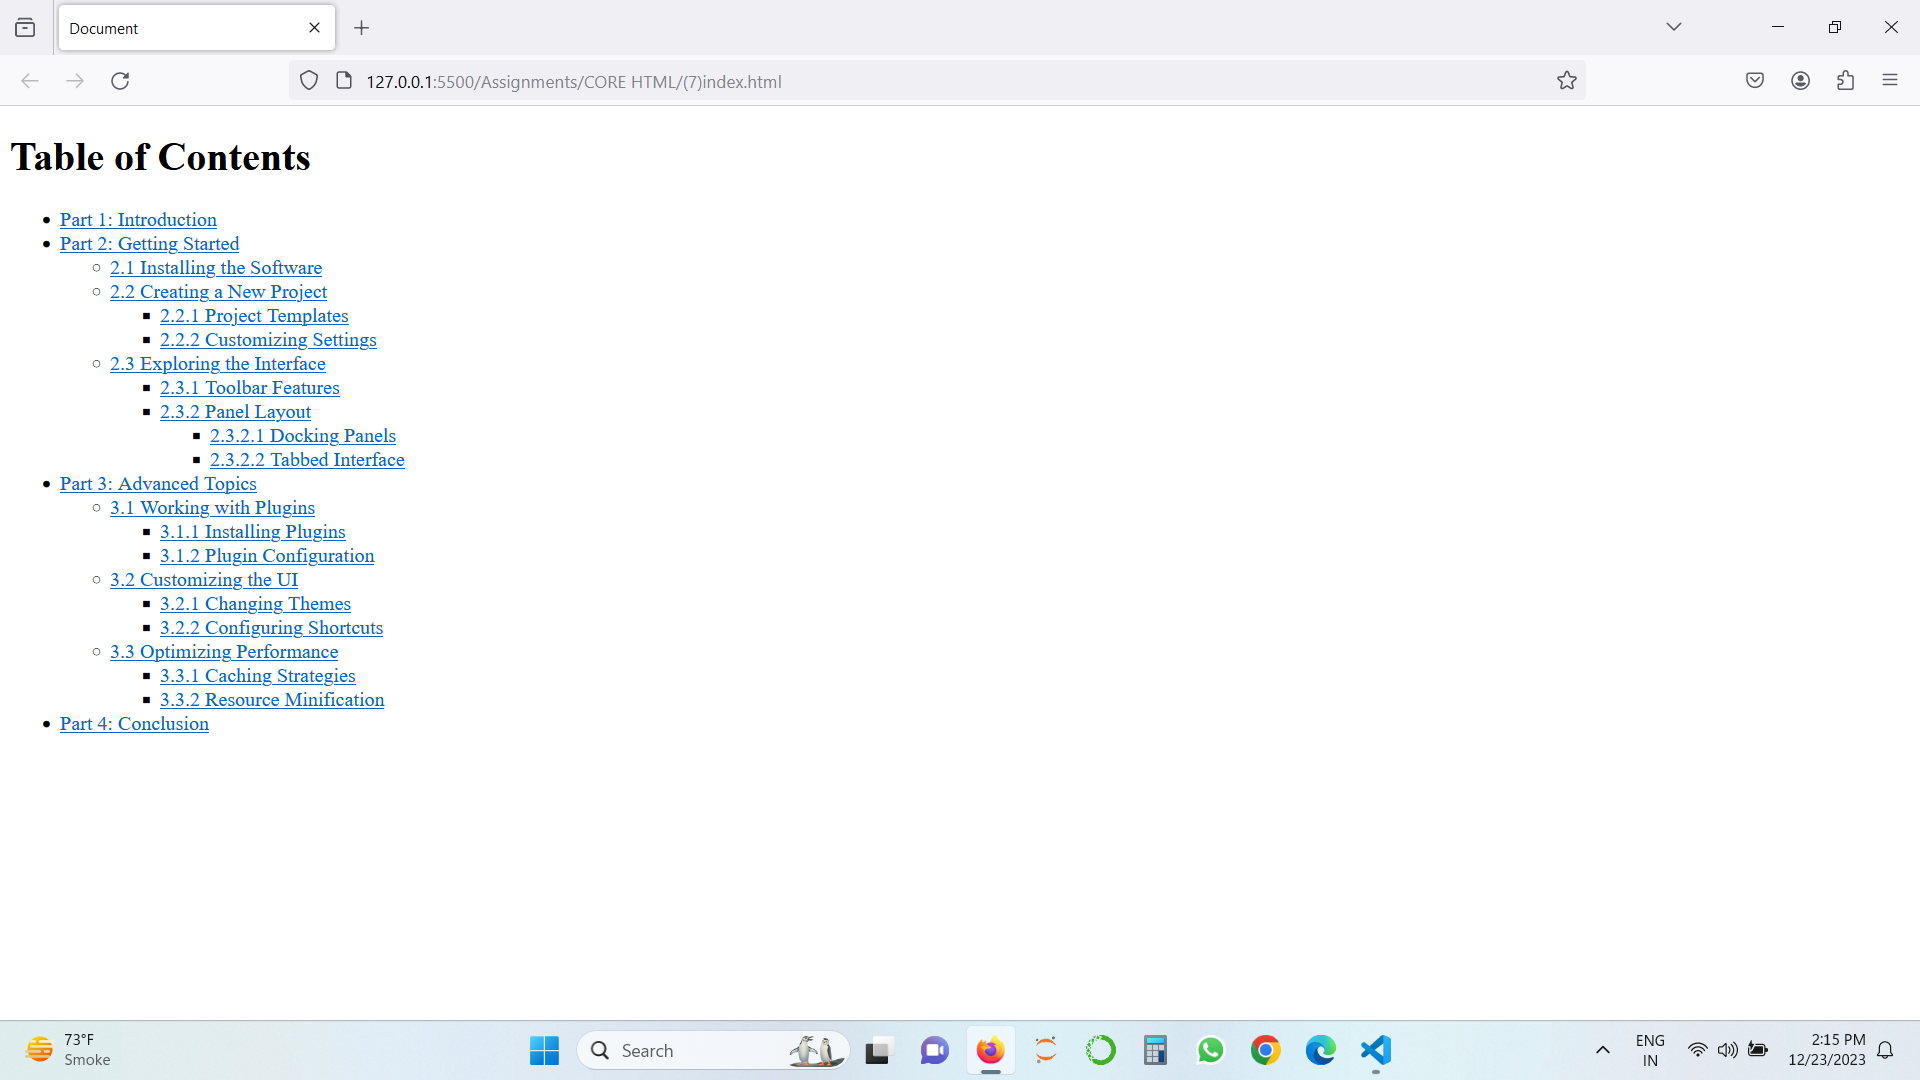 Document
127.0.0.1:5500/Assignments/CORE HTML/(7)index.html
Table of Contents
Part 1: Introduction
Part 2: Getting Started
2.1 Installing the Software
2.2 Creating a New Project
2.2.1 Project Templates
2.2.2 Customizing Settings
2.3 Exploring the Interface
2.3.1 Toolbar Features
2.3.2 Panel Layout
2.3.2.1 Docking Panels
2.3.2.2 Tabbed Interface
Part 3: Advanced Topics
3.1 Working with Plugins
3.1.1 Installing Plugins
3.1.2 Plugin Configuration
3.2 Customizing the UI
3.2.1 Changing Themes
3.2.2 Configuring Shortcuts
3.3 Optimizing Performance
3.3.1 Caching Strategies
3.3.2 Resource Minification
Part 4: Conclusion
73°F
Smoke
Search
ENG
IN
2:15 PM
12/23/2023